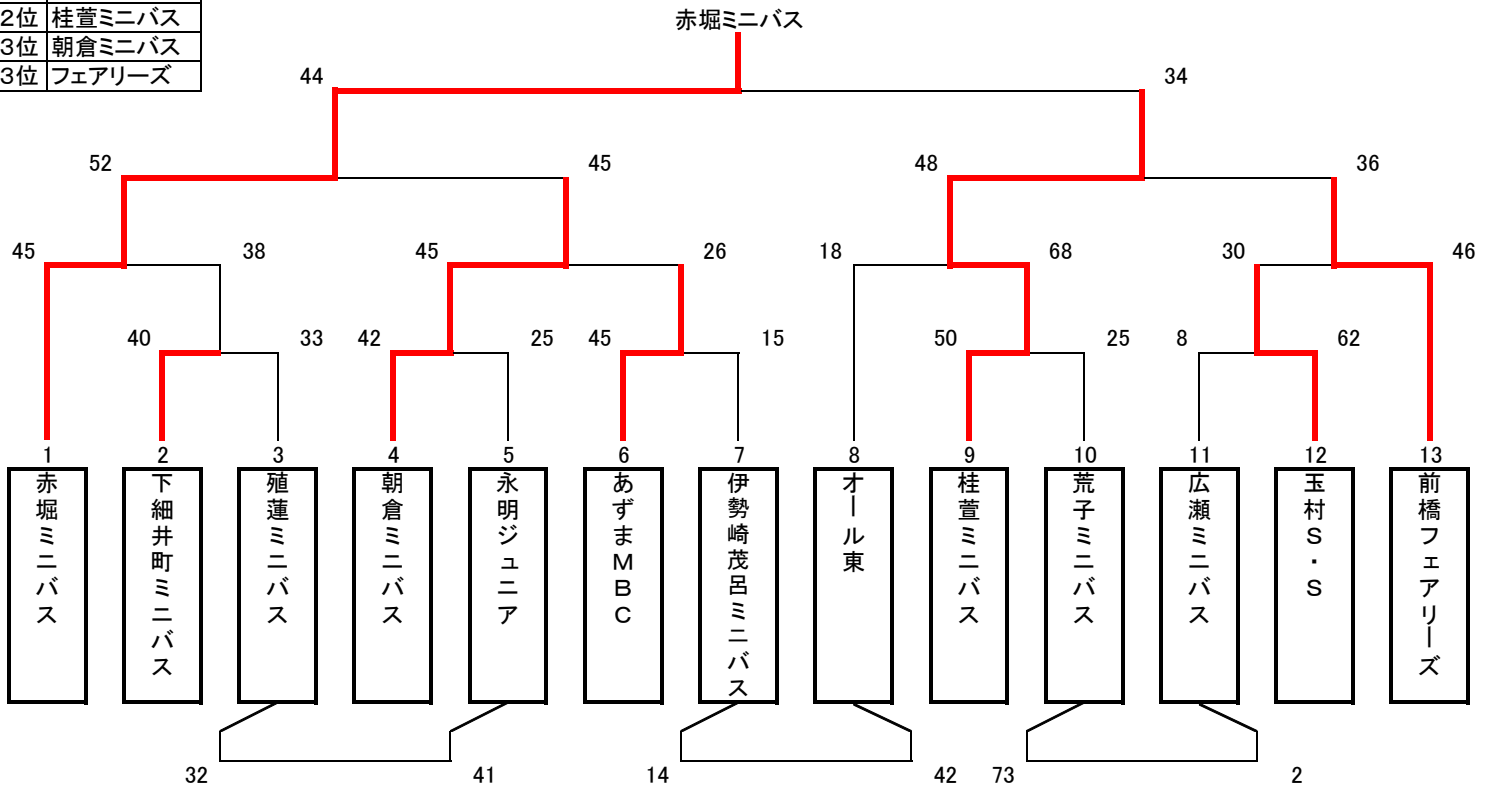 2位 桂萱ミニバス
3位 朝倉ミニバス
3位 フェアリーズ
赤堀ミニバス
44 34
52 45 48 36
45 38 45 26 18 68 30 46
40 33 42 25 45 15 50 25 8 62
1 2 3 4 5 6 7 8 9 10 11 12 13
赤堀ミニバス
下細井町ミニバス
殖蓮ミニバス
朝倉ミニバス
永明ジュニア
あずまMBC
伊勢崎茂呂ミニバス
オール東
桂萱ミニバス
荒子ミニバス
広瀬ミニバス
玉村S・S
前橋フェアリーズ
32 41 14 42 73 2